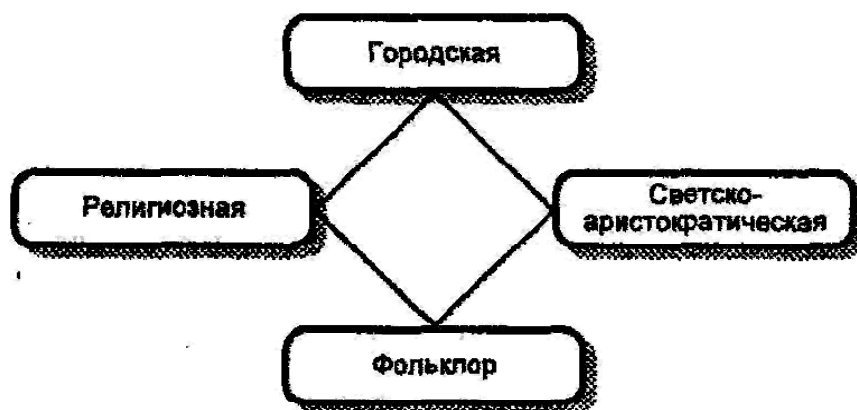 Городская
Религиозная
Светско-
аристократическая
Фольклор